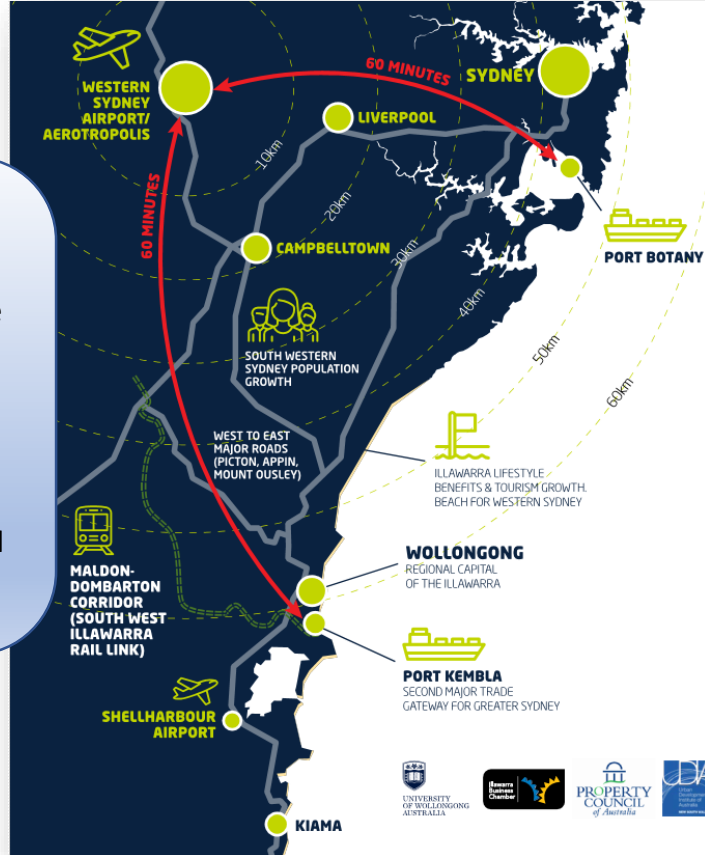 60 MINUTES
SYDNEY
WESTERN
SYDNEY
AIRPORT/
AEROTROPOLIS
LIVERPOOL
10km
60 MINUTES
20km
CAMPBELLTOWN
30km
PORT BOTANY
40km
SOUTH WESTERN
SYDNEY POPULATION
GROWTH
50km
60km
WEST TO EAST
MAJOR ROADS
(PICTON, APPIN,
MOUNT OUSLEY)
ILLAWARRA LIFESTYLE
BENEFITS & TOURISM GROWTH.
BEACH FOR WESTERN SYDNEY
WOLLONGONG
REGIONAL CAPITAL
OF THE ILLAWARRA
MALDON-
DOMBARTON
CORRIDOR
(SOUTH WEST
ILLAWARRA
RAIL LINK)
PORT KEMBLA
SECOND MAJOR TRADE
GATEWAY FOR GREATER SYDNEY
SHELLHARBOUR
AIRPORT
UNIVERSITY
OF WOLLONGONG
AUSTRALIA
Illawarra
Business
Chamber
PROPERTY
COUNCIL
of Australia
KIAMA